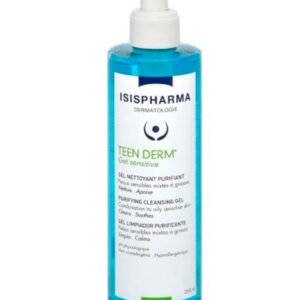 ISISPHARMA
DERMATOLOGIE
TEEN DERM®
Gel sensitive
GEL NETTOYANT PURIFIANT
Peaux sensibles mixtes à grasses
Nettoie · Apaise
PURIFYING CLEANSING GEL
Combination to oily sensitive skin
Cleans · Soothes
GEL LIMPIADOR PURIFICANTE
Pieles sensibles mixtas a grasas
Limpia · Calma
pH physiologique
Non comedogenic · Hypoallergenique
250 ml